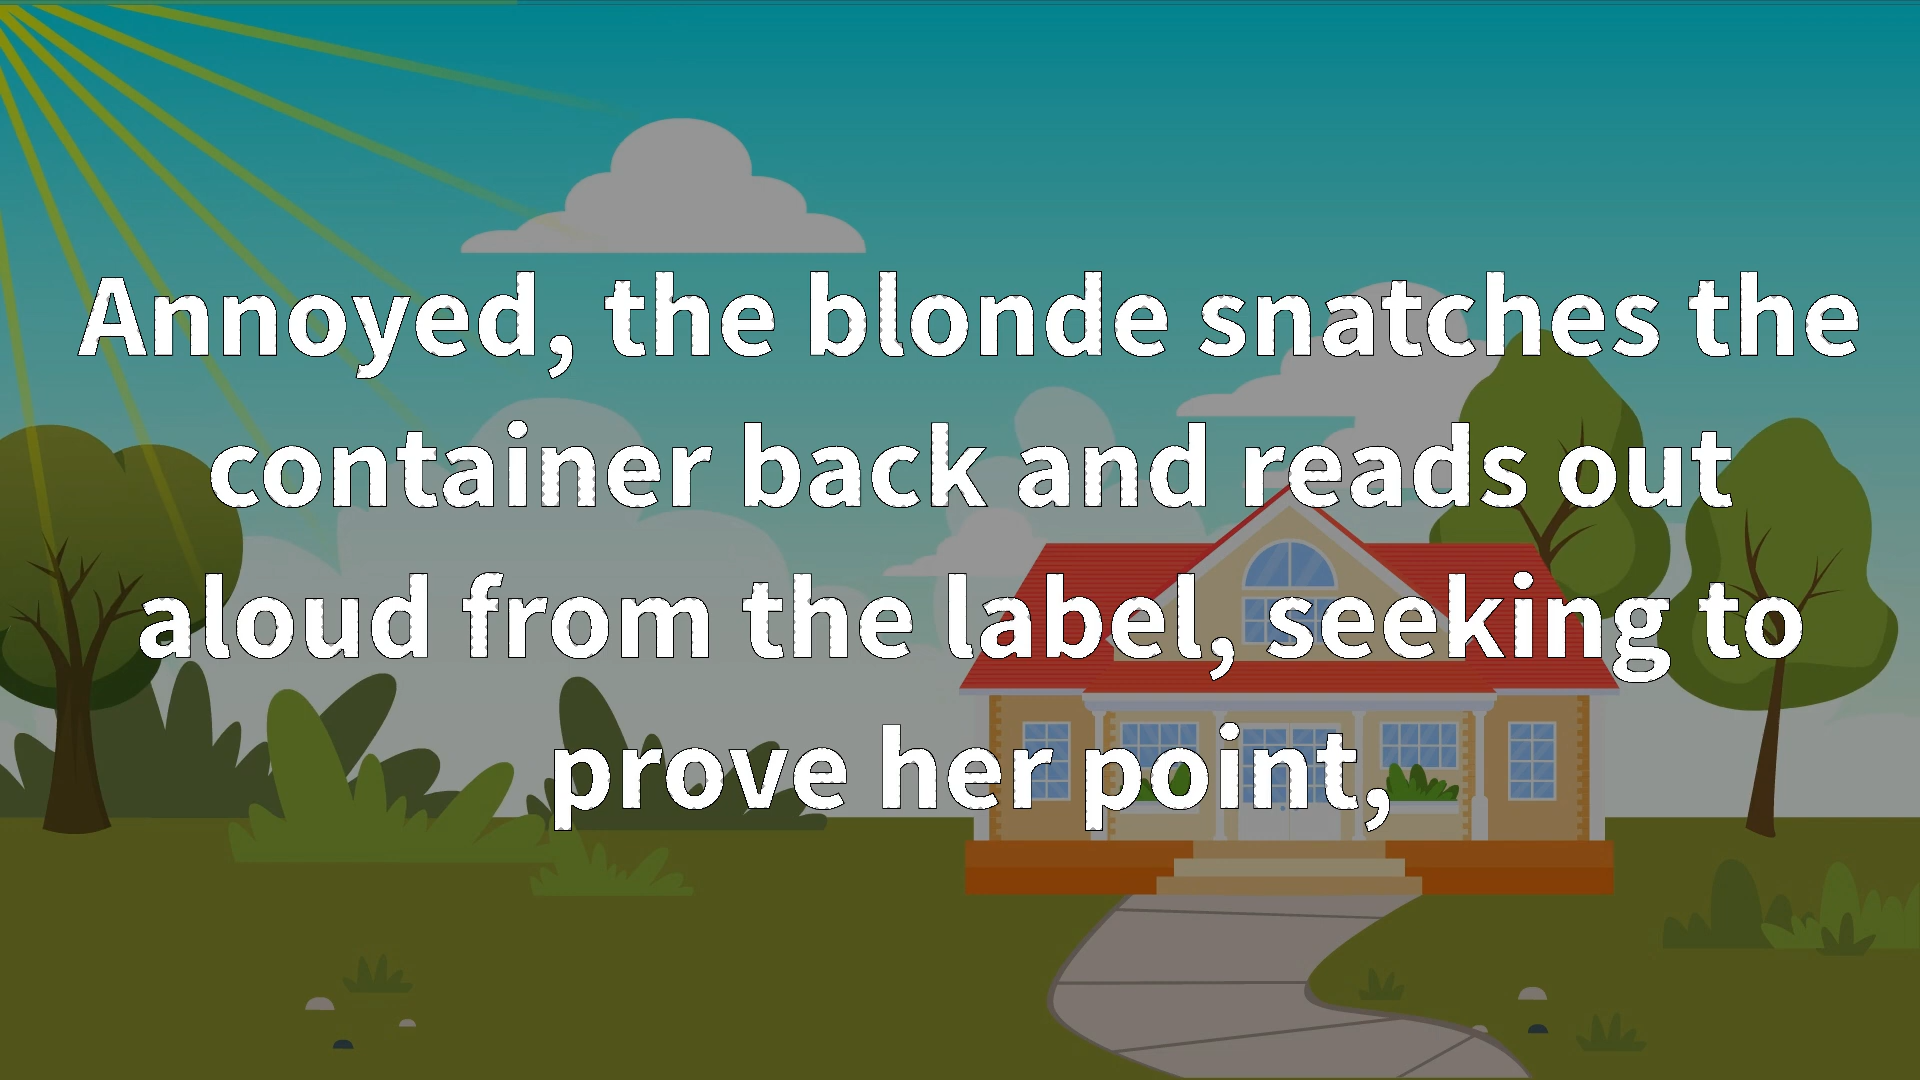 Annoyed, the blonde snatches the
container back and reads out
aloud from the label, seeking to
prove her point,